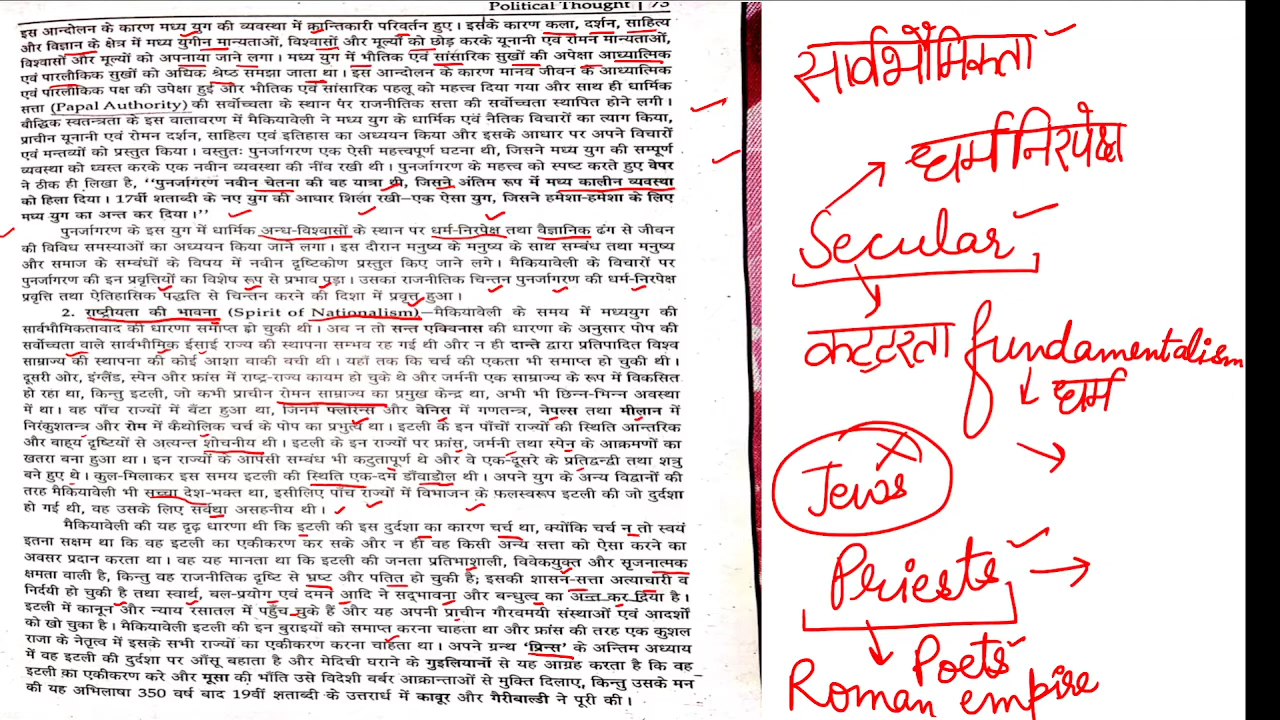 Political Thought | 73
इस आन्दोलन के कारण मध्य युग की व्यवस्था में क्रान्तिकारी परिवर्तन हुए। इसके कारण कला, दर्शन, साहित्य
और विज्ञान के क्षेत्र में मध्य युगीन मान्यताओं, विश्वासों और मूल्यों को छोड़ करके यूनानी एवं रोमन मान्यताओं,
विश्वासों और मूल्यों को अपनाया जाने लगा। मध्य युग में भौतिक एवं सांसारिक सुखों की अपेक्षा आध्यात्मिक
एवं पारलौकिक सुखों को अधिक श्रेष्ठ समझा जाता था। इस आन्दोलन के कारण मानव जीवन के आध्यात्मिक
एवं पारलौकिक पक्ष की उपेक्षा हुई और भौतिक एवं सांसारिक पहलू को महत्त्व दिया गया और साथ ही धार्मिक
सत्ता (Papal Authority) की सर्वोच्चता के स्थान पर राजनीतिक सत्ता की सर्वोच्चता स्थापित होने लगी।
बौद्धिक स्वतन्त्रता के इस वातावरण में मैकियावेली ने मध्य युग के धार्मिक एवं नैतिक विचारों का त्याग किया,
प्राचीन यूनानी एवं रोमन दर्शन, साहित्य एवं इतिहास का अध्ययन किया और इसके आधार पर अपने विचारों
एवं मन्तव्यों को प्रस्तुत किया। वस्तुतः पुनर्जागरण एक ऐसी महत्त्वपूर्ण घटना थी, जिसने मध्य युग की सम्पूर्ण
व्यवस्था को ध्वस्त करके एक नवीन व्यवस्था की नींव रखी थी। पुनर्जागरण के महत्त्व को स्पष्ट करते हुए वेपर
ने ठीक ही लिखा है, ‘‘पुनर्जागरण नवीन चेतना की वह यात्रा थी, जिसने अंतिम रूप में मध्य कालीन व्यवस्था
को हिला दिया। 17वीं शताब्दी के नए युग की आधार शिला रखी–एक ऐसा युग, जिसने हमेशा-हमेशा के लिए
मध्य युग का अन्त कर दिया।’’
पुनर्जागरण के इस युग में धार्मिक अन्ध-विश्वासों के स्थान पर धर्म-निरपेक्ष तथा वैज्ञानिक ढंग से जीवन
की विविध समस्याओं का अध्ययन किया जाने लगा। इस दौरान मनुष्य के मनुष्य के साथ सम्बंध तथा मनुष्य
और समाज के सम्बंधों के विषय में नवीन दृष्टिकोण प्रस्तुत किए जाने लगे। मैकियावेली के विचारों पर
पुनर्जागरण की इन प्रवृत्तियों का विशेष रूप से प्रभाव पड़ा। उसका राजनीतिक चिन्तन पुनर्जागरण की धर्म-निरपेक्ष
प्रवृत्ति तथा ऐतिहासिक पद्धति से चिन्तन करने की दिशा में प्रवृत्त हुआ।
2. राष्ट्रीयता की भावना (Spirit of Nationalism)–मैकियावेली के समय में मध्ययुग की
सार्वभौमिकतावाद की धारणा समाप्त हो चुकी थी। अब न तो सन्त एक्विनास की धारणा के अनुसार पोप की
सर्वोच्चता वाले सार्वभौमिक ईसाई राज्य की स्थापना सम्भव रह गई थी और न ही दान्ते द्वारा प्रतिपादित विश्व
साम्राज्य की स्थापना की कोई आशा बाकी बची थी। यहाँ तक कि चर्च की एकता भी समाप्त हो चुकी थी।
दूसरी ओर, इंग्लैंड, स्पेन और फ्रांस में राष्ट्र-राज्य कायम हो चुके थे और जर्मनी एक साम्राज्य के रूप में विकसित
हो रहा था, किन्तु इटली, जो कभी प्राचीन रोमन साम्राज्य का प्रमुख केन्द्र था, अभी भी छिन्न-भिन्न अवस्था
में था। वह पाँच राज्यों में बँटा हुआ था, जिनमें फ्लोरेन्स और वेनिस में गणतन्त्र, नेपल्स तथा मीलान में
निरंकुशतन्त्र और रोम में कैथोलिक चर्च के पोप का प्रभुत्व था। इटली के इन पाँचों राज्यों की स्थिति आन्तरिक
और बाह्य दृष्टियों से अत्यन्त शोचनीय थी। इटली के इन राज्यों पर फ्रांस, जर्मनी तथा स्पेन के आक्रमणों का
खतरा बना हुआ था। इन राज्यों के आपसी सम्बंध भी कटुतापूर्ण थे और वे एक-दूसरे के प्रतिद्वन्द्वी तथा शत्रु
बने हुए थे। कुल-मिलाकर इस समय इटली की स्थिति एक-दम डाँवाडोल थी। अपने युग के अन्य विद्वानों की
तरह मैकियावेली भी सच्चा देश-भक्त था, इसीलिए पाँच राज्यों में विभाजन के फलस्वरूप इटली की जो दुर्दशा
हो गई थी, वह उसके लिए सर्वथा असहनीय थी।
मैकियावेली की यह दृढ़ धारणा थी कि इटली की इस दुर्दशा का कारण चर्च था, क्योंकि चर्च न तो स्वयं
इतना सक्षम था कि वह इटली का एकीकरण कर सके और न ही वह किसी अन्य सत्ता को ऐसा करने का
अवसर प्रदान करता था। वह यह मानता था कि इटली की जनता प्रतिभाशाली, विवेकयुक्त और सृजनात्मक
क्षमता वाली है, किन्तु वह राजनीतिक दृष्टि से भ्रष्ट और पतित हो चुकी है; इसकी शासन-सत्ता अत्याचारी व
निर्दयी हो चुकी है तथा स्वार्थ, बल-प्रयोग एवं दमन आदि ने सद्भावना और बन्धुत्व का अन्त कर दिया है।
इटली में कानून और न्याय रसातल में पहुँच चुके हैं और यह अपनी प्राचीन गौरवमयी संस्थाओं एवं आदर्शों
को खो चुका है। मैकियावेली इटली की इन बुराइयों को समाप्त करना चाहता था और फ्रांस की तरह एक कुशल
राजा के नेतृत्व में इसके सभी राज्यों का एकीकरण करना चाहता था। अपने ग्रन्थ ‘प्रिन्स’ के अन्तिम अध्याय
में वह इटली की दुर्दशा पर आँसू बहाता है और मेदिची घराने के गुइलियानों से यह आग्रह करता है कि वह
इटली का एकीकरण करे और मूसा की भाँति उसे विदेशी बर्बर आक्रान्ताओं से मुक्ति दिलाए, किन्तु उसके मन
की यह अभिलाषा 350 वर्ष बाद 19वीं शताब्दी के उत्तरार्ध में कावूर और गैरीबाल्डी ने पूरी की।
सार्वभौमिकता
धर्मनिरपेक्ष
Secular
कट्टरता fundamentalism
धर्म
Jews
Priests
Poets
Roman empire